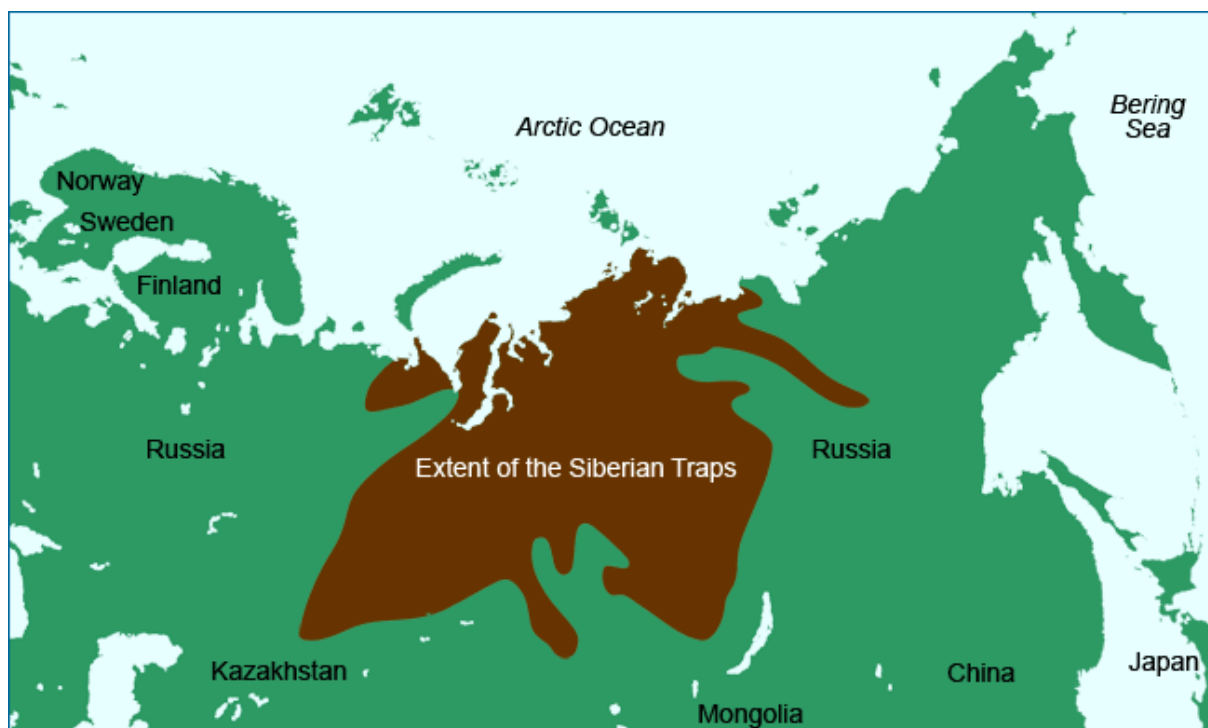 Arctic Ocean
Bering
Sea
Norway
Sweden
Finland
Russia
Extent of the Siberian Traps
Russia
Kazakhstan
China
Japan
Mongolia